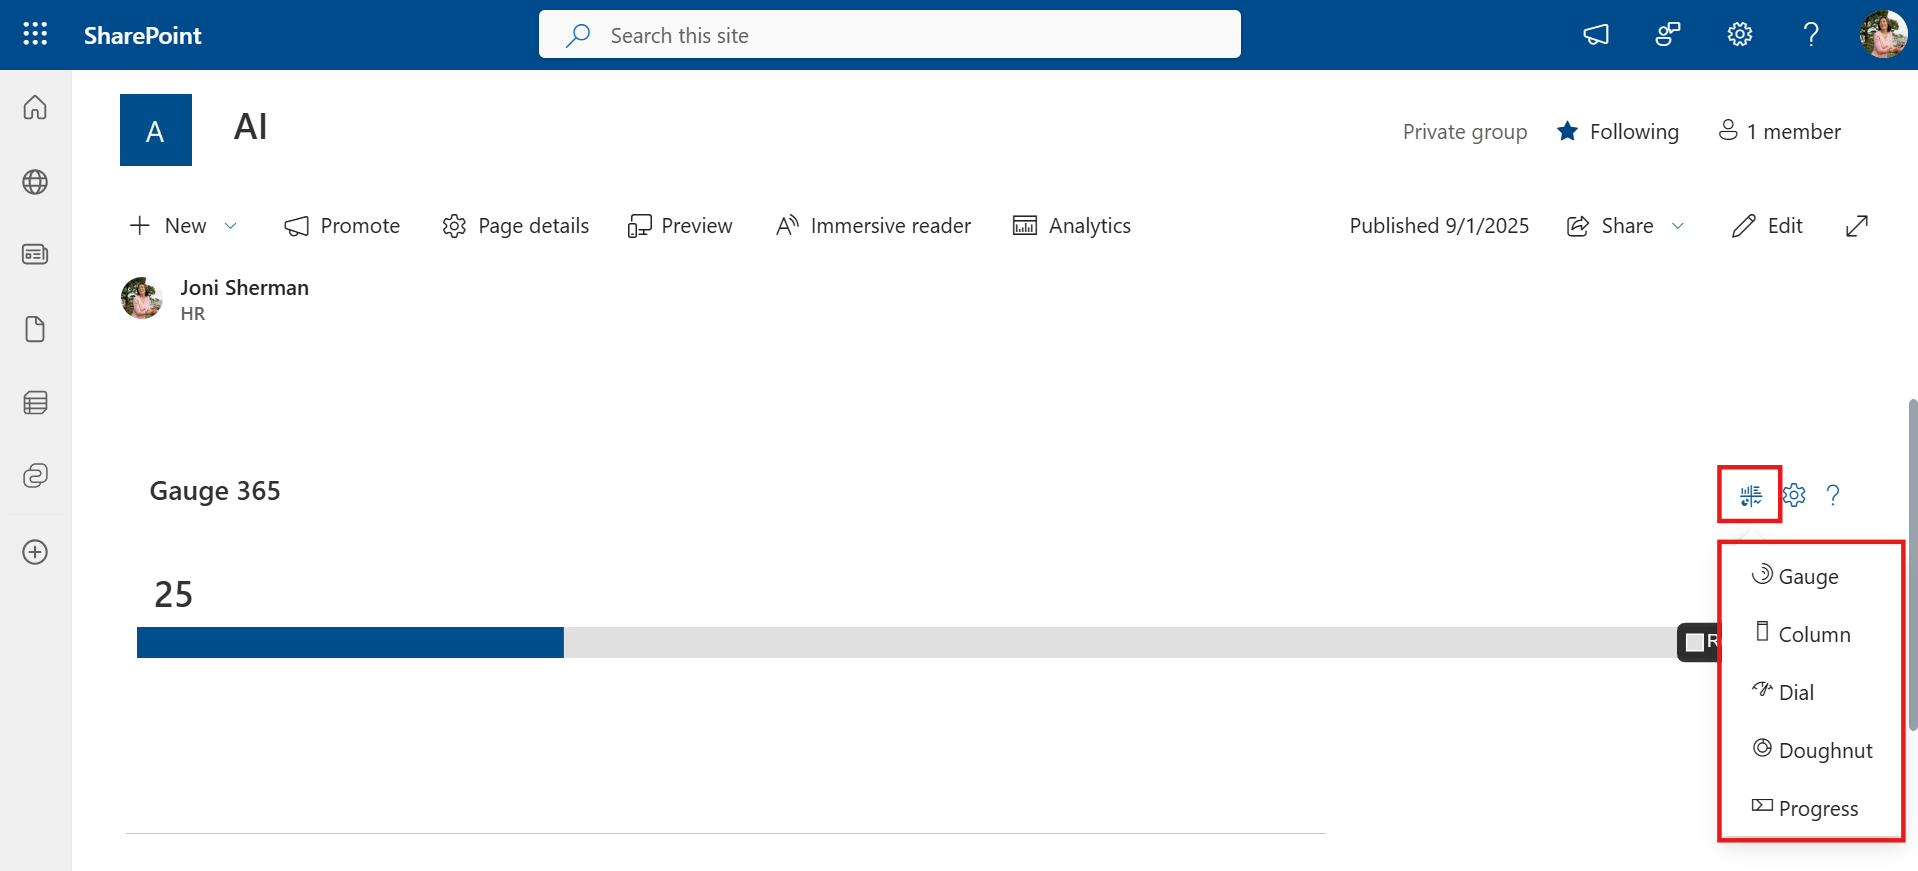 SharePoint
Search this site
A
AI
Private group
Following
1 member
New
Promote
Page details
Preview
Immersive reader
Analytics
Published 9/1/2025
Share
Edit
Joni Sherman
HR
Gauge 365
25
Gauge
Column
Dial
Doughnut
Progress